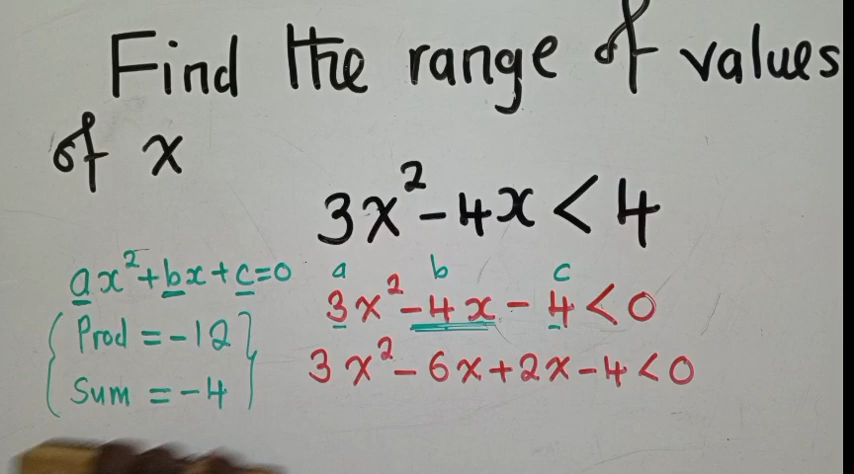 Find the range of values
of x
3x² - 4x < 4
ax² + bx + c = 0
a b c
3x² - 4x - 4 < 0
Prod = -12
3x² - 6x + 2x - 4 < 0
Sum = -4